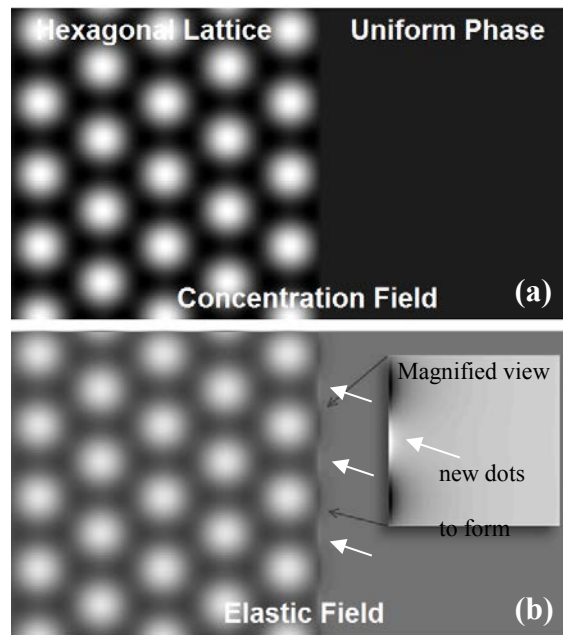 Hexagonal Lattice Uniform Phase
Concentration Field (a)
Magnified view
new dots
to form
Elastic Field (b)